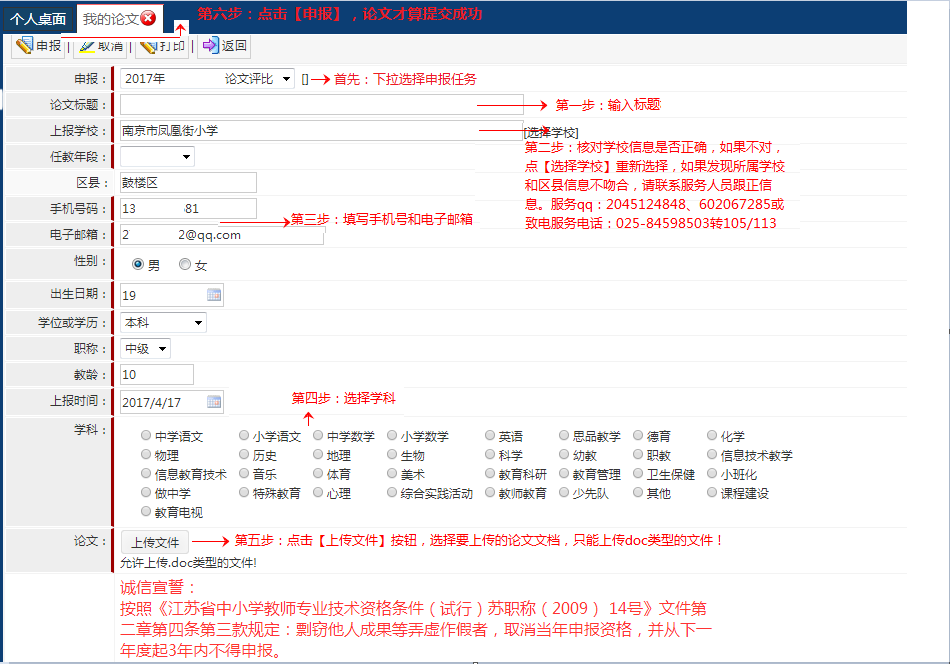 个人桌面 我的论文 第六步：点击【申报】，论文才算提交成功
申报 取消 打印 返回
申报： 2017年 论文评比 [] 首先：下拉选择申报任务
论文标题： 第一步：输入标题
上报学校： 南京市凤凰街小学 [选择学校]
第二步：核对学校信息是否正确，如果不对，
点【选择学校】重新选择，如果发现所属学校
和区县信息不吻合，请联系服务人员跟正信
息。服务qq：2045124848、602067285或
致电服务电话：025-84598503转105/113
任教年段：
区县： 鼓楼区
手机号码： 13 81
第三步：填写手机号和电子邮箱
电子邮箱： 2 2@qq.com
性别： 男 女
出生日期： 19
学位或学历： 本科
职称： 中级
教龄： 10
上报时间： 2017/4/17 第四步：选择学科
学科： 中学语文 小学语文 中学数学 小学数学 英语 思品教学 德育 化学
物理 历史 地理 生物 科学 幼教 职教 信息技术教学
信息教育技术 音乐 体育 美术 教育科研 教育管理 卫生保健 小班化
做中学 特殊教育 心理 综合实践活动 教师教育 少先队 其他 课程建设
教育电视
论文： 上传文件 第五步：点击【上传文件】按钮，选择要上传的论文文档，只能上传doc类型的文件！
允许上传.doc类型的文件!
诚信宣誓：
按照《江苏省中小学教师专业技术资格条件（试行）苏职称（2009） 14号》文件第
二章第四条第三款规定：剽窃他人成果等弄虚作假者，取消当年申报资格，并从下一
年度起3年内不得申报。